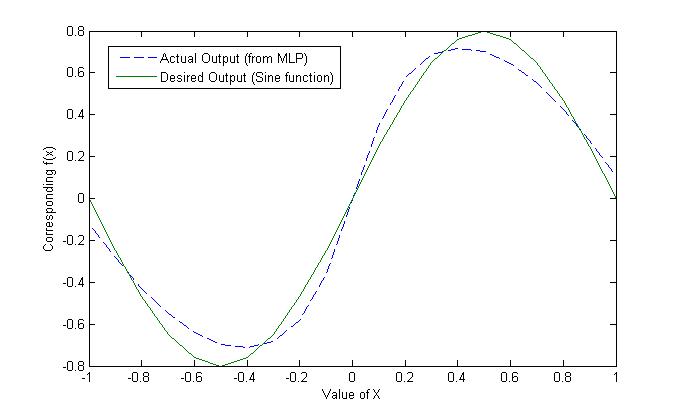 0.8
0.6
0.4
0.2
0
-0.2
-0.4
-0.6
-0.8
Corresponding f(x)
Actual Output (from MLP)
Desired Output (Sine function)
-1 -0.8 -0.6 -0.4 -0.2 0 0.2 0.4 0.6 0.8 1
Value of X